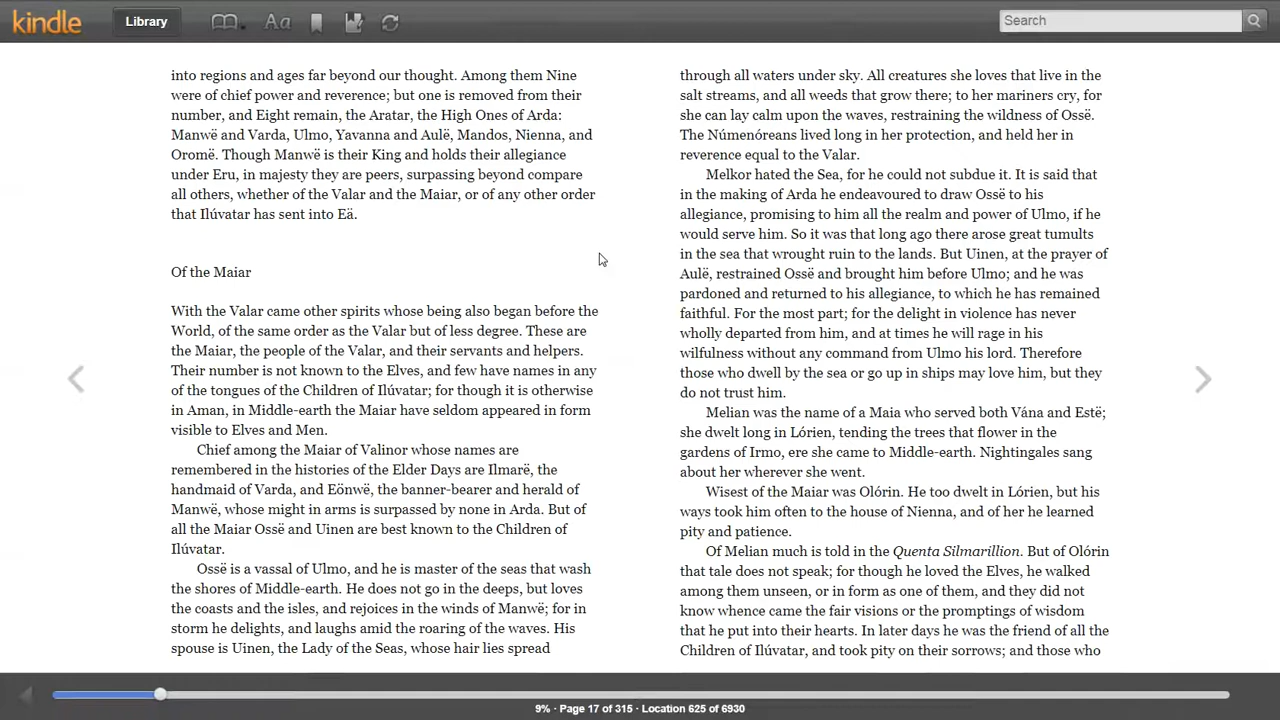 kindle
Library
Aa
Search
into regions and ages far beyond our thought. Among them Nine
were of chief power and reverence; but one is removed from their
number, and Eight remain, the Aratar, the High Ones of Arda:
Manwë and Varda, Ulmo, Yavanna and Aulë, Mandos, Nienna, and
Oromë. Though Manwë is their King and holds their allegiance
under Eru, in majesty they are peers, surpassing beyond compare
all others, whether of the Valar and the Maiar, or of any other order
that Ilúvatar has sent into Eä.
Of the Maiar
With the Valar came other spirits whose being also began before the
World, of the same order as the Valar but of less degree. These are
the Maiar, the people of the Valar, and their servants and helpers.
Their number is not known to the Elves, and few have names in any
of the tongues of the Children of Ilúvatar; for though it is otherwise
in Aman, in Middle-earth the Maiar have seldom appeared in form
visible to Elves and Men.
Chief among the Maiar of Valinor whose names are
remembered in the histories of the Elder Days are Ilmarë, the
handmaid of Varda, and Eönwë, the banner-bearer and herald of
Manwë, whose might in arms is surpassed by none in Arda. But of
all the Maiar Ossë and Uinen are best known to the Children of
Ilúvatar.
Ossë is a vassal of Ulmo, and he is master of the seas that wash
the shores of Middle-earth. He does not go in the deeps, but loves
the coasts and the isles, and rejoices in the winds of Manwë; for in
storm he delights, and laughs amid the roaring of the waves. His
spouse is Uinen, the Lady of the Seas, whose hair lies spread
through all waters under sky. All creatures she loves that live in the
salt streams, and all weeds that grow there; to her mariners cry, for
she can lay calm upon the waves, restraining the wildness of Ossë.
The Númenóreans lived long in her protection, and held her in
reverence equal to the Valar.
Melkor hated the Sea, for he could not subdue it. It is said that
in the making of Arda he endeavoured to draw Ossë to his
allegiance, promising to him all the realm and power of Ulmo, if he
would serve him. So it was that long ago there arose great tumults
in the sea that wrought ruin to the lands. But Uinen, at the prayer of
Aulë, restrained Ossë and brought him before Ulmo; and he was
pardoned and returned to his allegiance, to which he has remained
faithful. For the most part; for the delight in violence has never
wholly departed from him, and at times he will rage in his
wilfulness without any command from Ulmo his lord. Therefore
those who dwell by the sea or go up in ships may love him, but they
do not trust him.
Melian was the name of a Maia who served both Vána and Estë;
she dwelt long in Lórien, tending the trees that flower in the
gardens of Irmo, ere she came to Middle-earth. Nightingales sang
about her wherever she went.
Wisest of the Maiar was Olórin. He too dwelt in Lórien, but his
ways took him often to the house of Nienna, and of her he learned
pity and patience.
Of Melian much is told in the Quenta Silmarillion. But of Olórin
that tale does not speak; for though he loved the Elves, he walked
among them unseen, or in form as one of them, and they did not
know whence came the fair visions or the promptings of wisdom
that he put into their hearts. In later days he was the friend of all the
Children of Ilúvatar, and took pity on their sorrows; and those who
9% · Page 17 of 315 · Location 625 of 6930